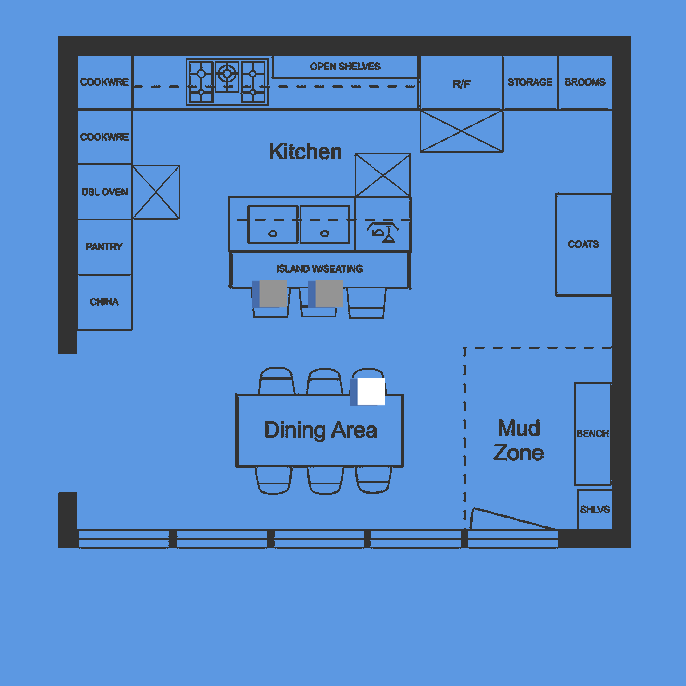 COOKWRE
OPEN SHELVES
R/F
STORAGE
BROOMS
COOKWRE
Kitchen
DBL OVEN
PANTRY
COATS
ISLAND W/SEATING
CHINA
Dining Area
Mud
Zone
BENCH
SHLVS